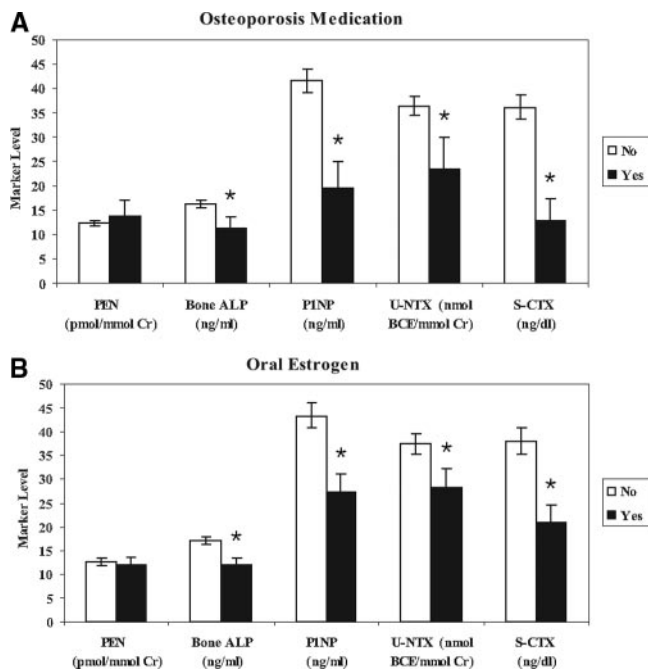 A
Osteoporosis Medication
50
45
40
35
30
25
20
15
10
5
0
Marker Level
* * * *
No
Yes
PEN Bone ALP P1NP U-NTX (nmol S-CTX
(pmol/mmol Cr) (ng/ml) (ng/ml) BCE/mmol Cr) (ng/dl)
B
Oral Estrogen
50
45
40
35
30
25
20
15
10
5
0
Marker Level
* * * *
No
Yes
PEN Bone ALP P1NP U-NTX (nmol S-CTX
(pmol/mmol Cr) (ng/ml) (ng/ml) BCE/mmol Cr) (ng/dl)